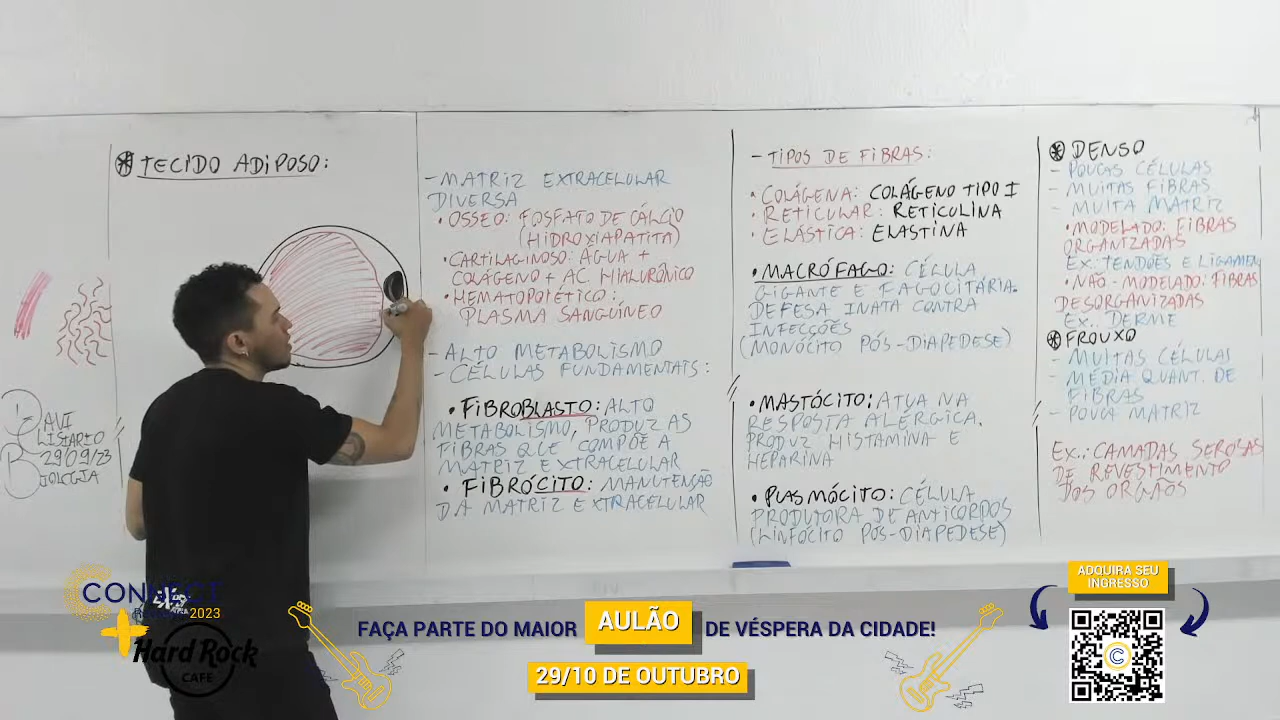 ⊛ TECIDO ADIPOSO:
AVI
LISTARTO
29/09/23
- MATRIZ EXTRACELULAR
DIVERSA
• OSSEO: FOSFATO DE CÁLCIO
(HIDROXIAPATITA)
• CARTILAGINOSO: ÁGUA +
COLÁGENO + AC. HIALURÔNICO
• HEMATOPOIÉTICO:
PLASMA SANGUÍNEO
- ALTO METABOLISMO
- CÉLULAS FUNDAMENTAIS:
• FIBROBLASTO: ALTO
METABOLISMO, PRODUZ AS
FIBRAS QUE COMPÕE A
MATRIZ EXTRACELULAR
• FIBRÓCITO: MANUTENÇÃO
DA MATRIZ EXTRACELULAR
- TIPOS DE FIBRAS:
• COLÁGENA: COLÁGENO TIPO I
• RETICULAR: RETICULINA
• ELÁSTICA: ELASTINA
• MACRÓFAGO: CÉLULA
GIGANTE E FAGOCITÁRIA.
DEFESA INATA CONTRA
INFECÇÕES
(MONÓCITO PÓS-DIAPEDESE)
• MASTÓCITO: ATUA NA
RESPOSTA ALÉRGICA.
PRODUZ HISTAMINA E
HEPARINA
• PLASMÓCITO: CÉLULA
PRODUTORA DE ANTICORPOS
(LINFÓCITO PÓS-DIAPEDESE)
⊛ DENSO
- POUCAS CÉLULAS
- MUITAS FIBRAS
- MUITA MATRIZ
• MODELADO: FIBRAS
ORGANIZADAS
EX.: TENDÕES E LIGAMEN
• NÃO-MODELADO: FIBRAS
DESORGANIZADAS
EX.: DERME
⊛ FROUXO
- MUITAS CÉLULAS
- MÉDIA QUANT. DE
FIBRAS
- POUCA MATRIZ
EX.: CAMADAS SEROSAS
DE REVESTIMENTO
DOS ORGÃOS
CONNECT
2023
+
Hard Rock
CAFE
FAÇA PARTE DO MAIOR AULÃO DE VÉSPERA DA CIDADE!
29/10 DE OUTUBRO
ADQUIRA SEU
INGRESSO